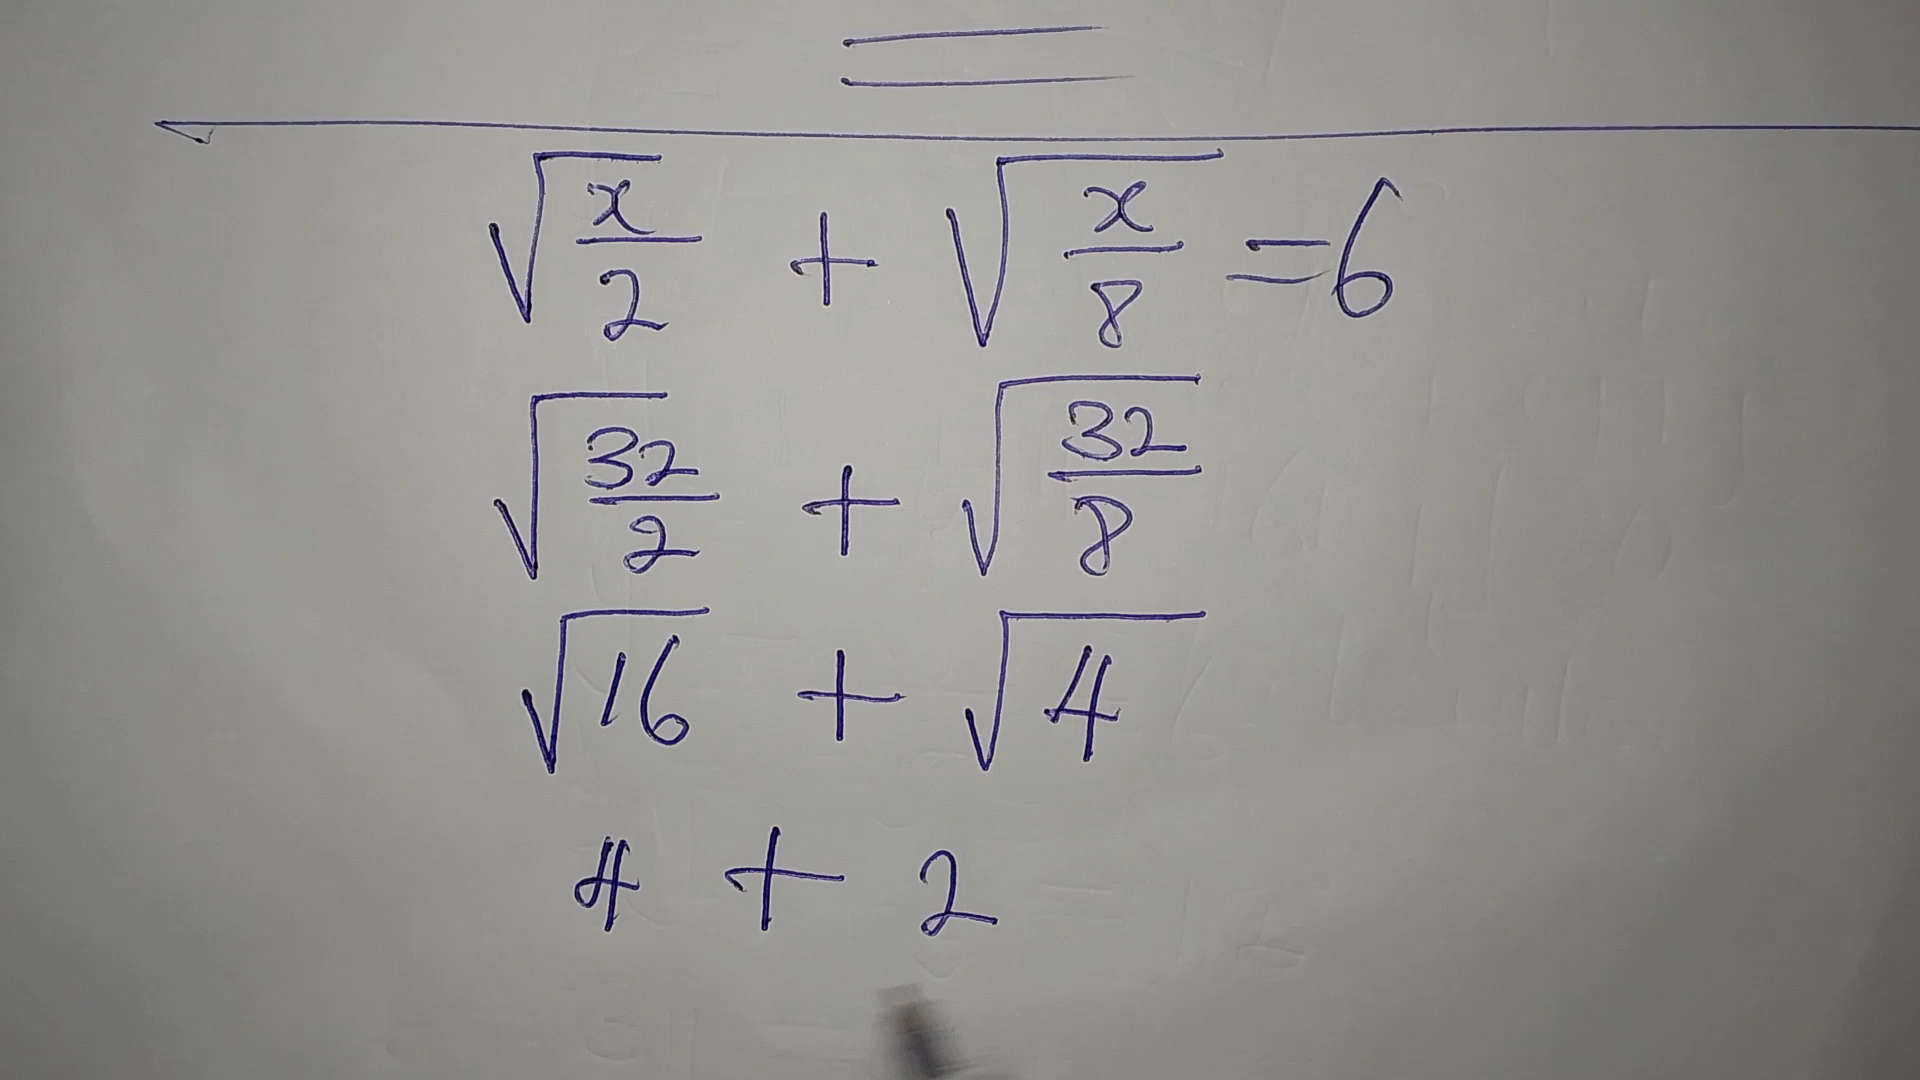 √(x/2) + √(x/8) = 6
√(32/2) + √(32/8)
√16 + √4
4 + 2